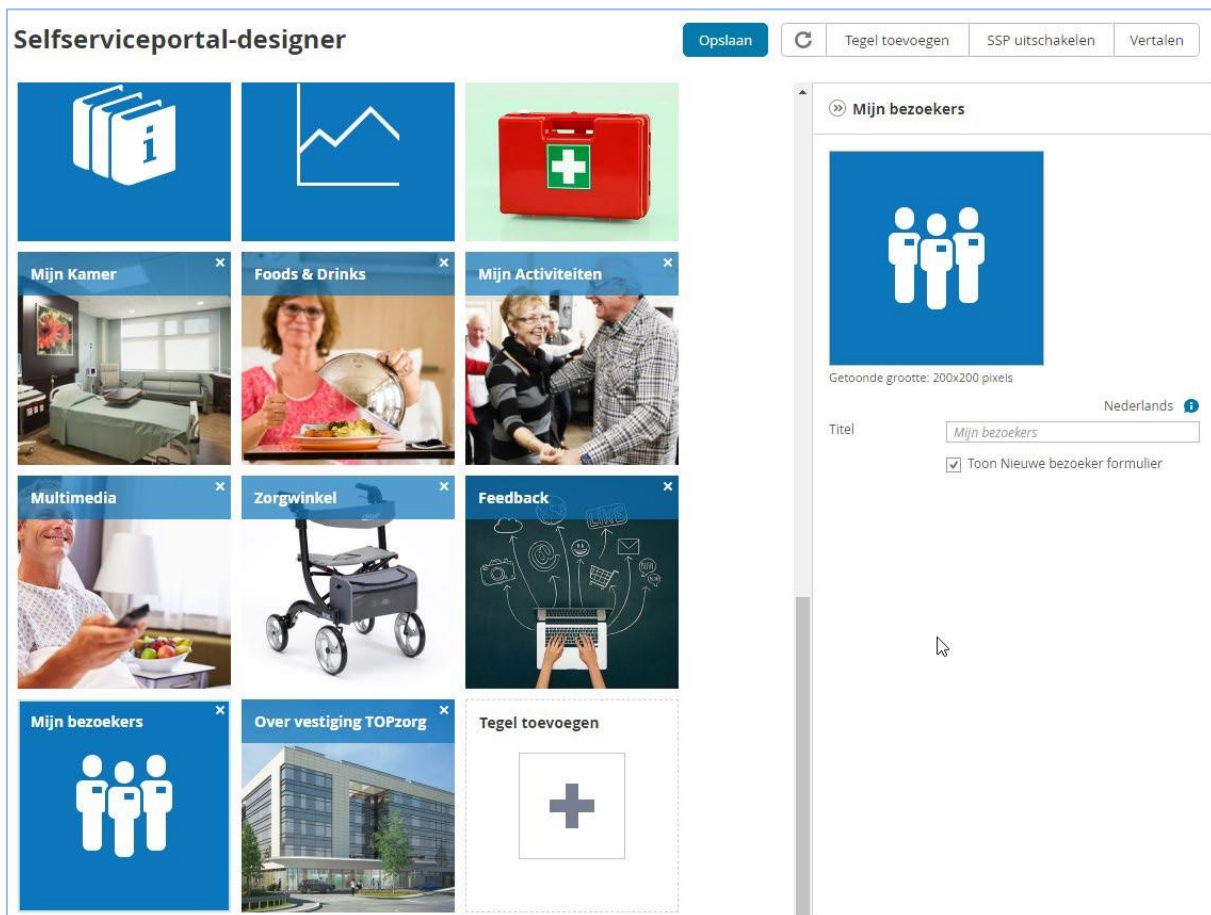 Selfserviceportal-designer
Opslaan
Tegel toevoegen
SSP uitschakelen
Vertalen
i
Mijn Kamer
Foods & Drinks
Mijn Activiteiten
Multimedia
Zorgwinkel
Feedback
LIKE
Mijn bezoekers
Over vestiging TOPzorg
Tegel toevoegen
Mijn bezoekers
Getoonde grootte: 200x200 pixels
Nederlands i
Titel
Mijn bezoekers
Toon Nieuwe bezoeker formulier